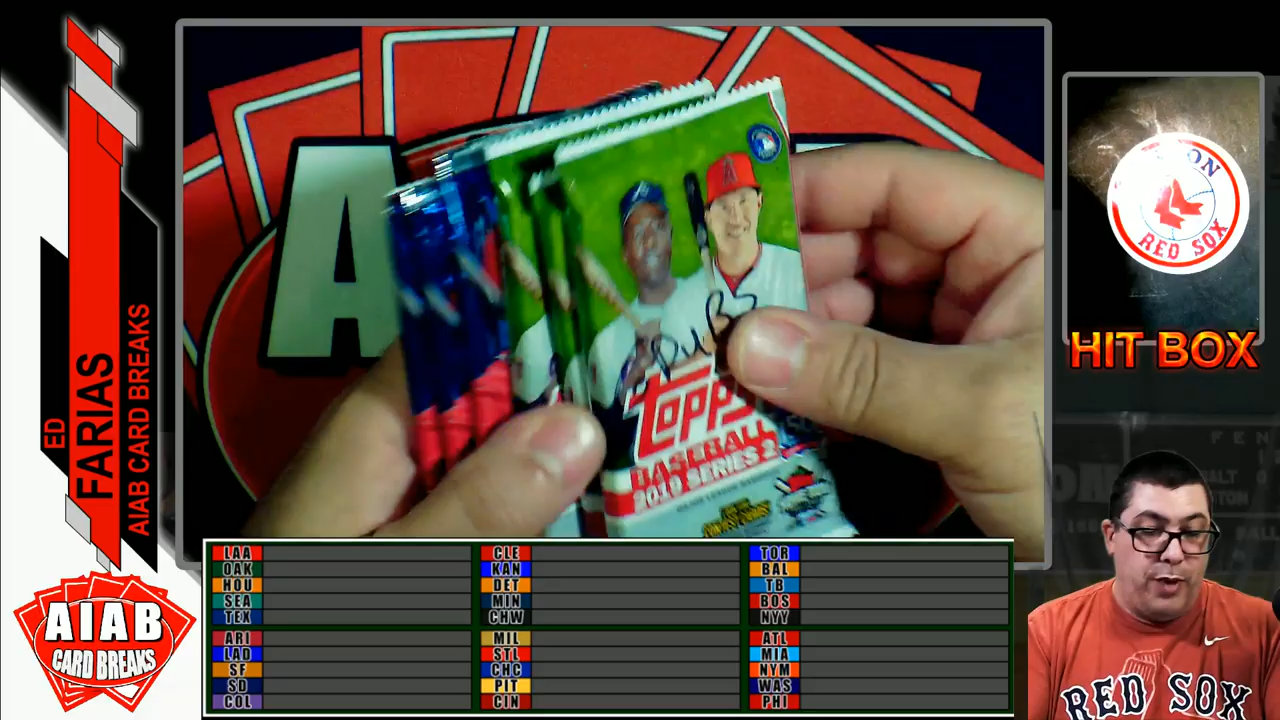 ED
FARIAS
AIAB CARD BREAKS
AIAB
CARD BREAKS
A
A
TOPPS
BASEBALL
2019 SERIES 2
RED SOX
HIT BOX
RED SOX
LAA
OAK
HOU
SEA
TEX
ARI
LAD
SF
SD
COL
CLE
KAN
DET
MIN
CHW
MIL
STL
CHC
PIT
CIN
TOR
BAL
TB
BOS
NYY
ATL
MIA
NYM
WAS
PHI